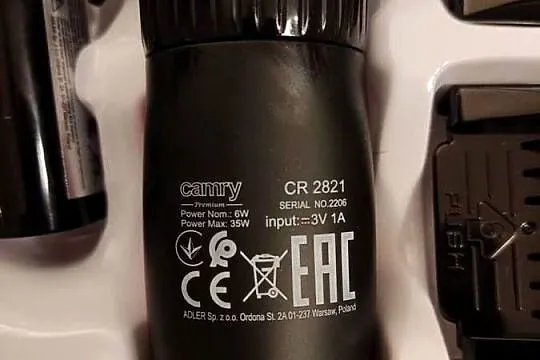 camry
Premium
CR 2821
SERIAL NO.2206
Power Nom.: 6W
Power Max: 35W
input:⎓3V 1A
CE
EAC
ADLER Sp. z o.o. Ordona St. 2A 01-237 Warsaw, Poland
PUSH